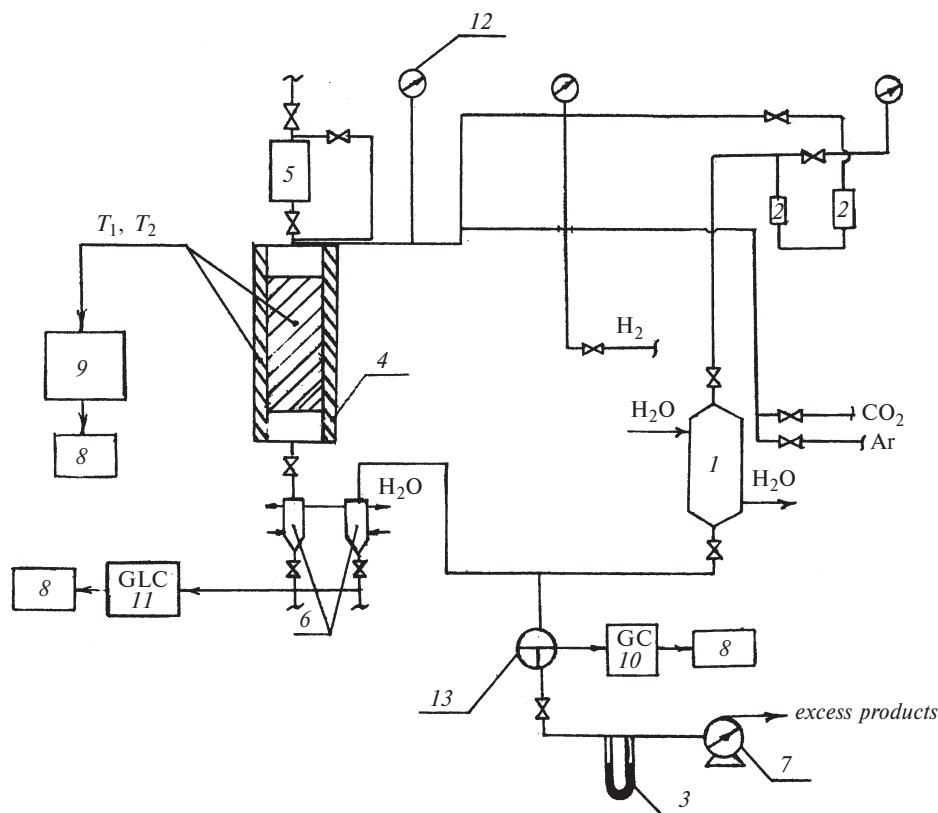 12
5
T₁, T₂
2
2
H₂
9
4
CO₂
H₂O
Ar
8
1
H₂O
H₂O
GLC
8
11
6
GC
8
10
13
excess products
7
3